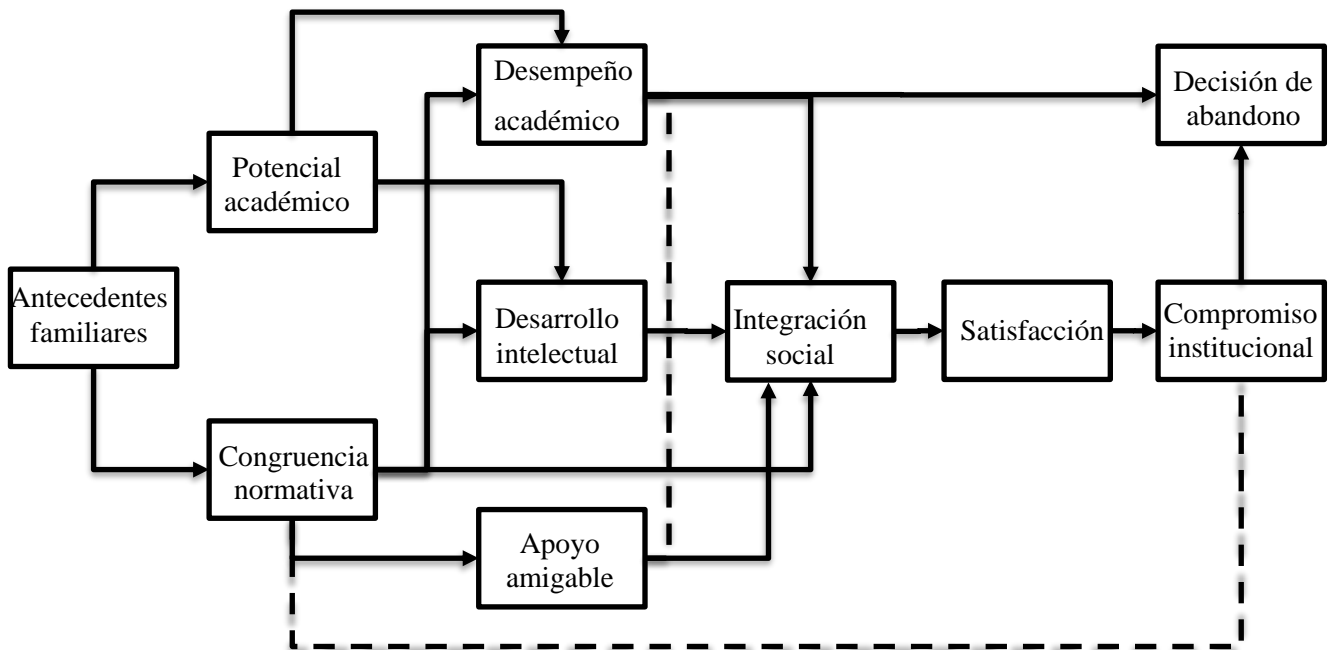 Desempeño
académico
Decisión de
abandono
Potencial
académico
Antecedentes
familiares
Desarrollo
intelectual
Integración
social
Satisfacción
Compromiso
institucional
Congruencia
normativa
Apoyo
amigable